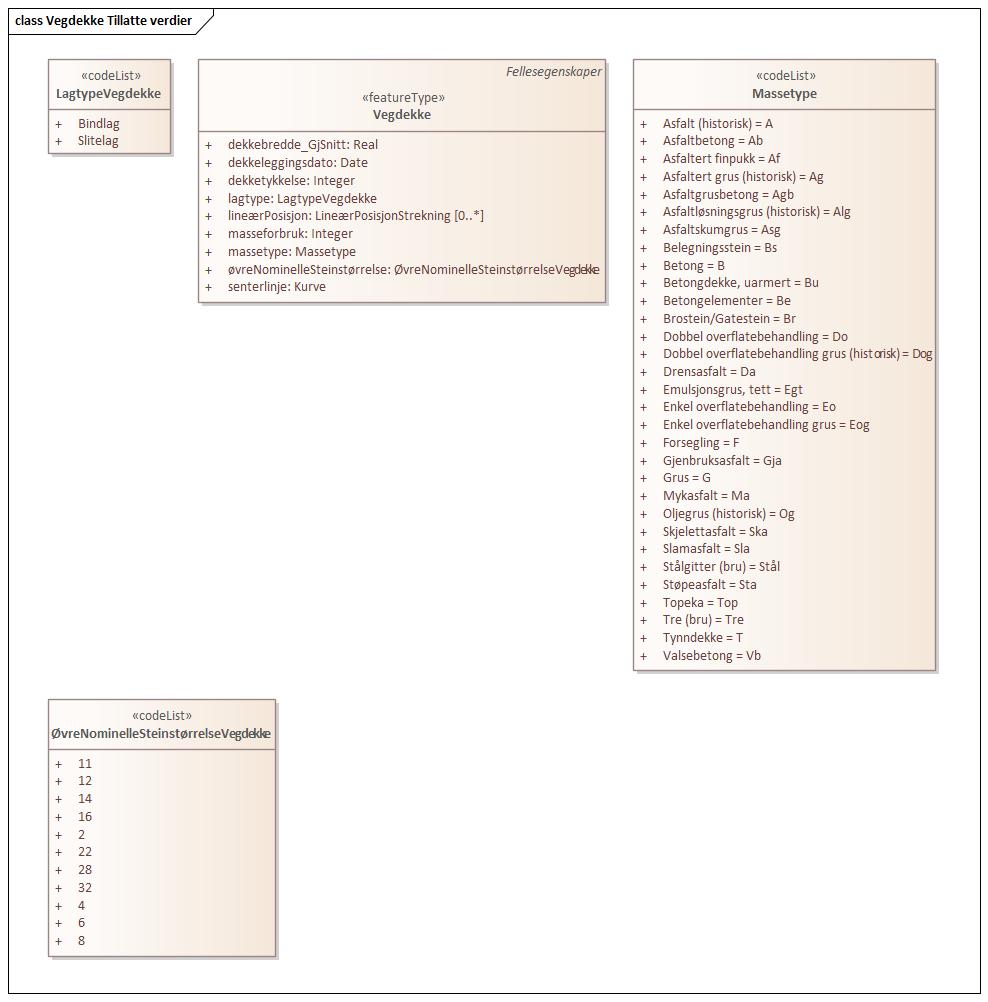 class Vegdekke Tillatte verdier
«codeList»
LagtypeVegdekke
+ Bindlag
+ Slitelag
Fellesegenskaper
«featureType»
Vegdekke
+ dekkebredde_GjSnitt: Real
+ dekkeleggingsdato: Date
+ dekketykkelse: Integer
+ lagtype: LagtypeVegdekke
+ lineærPosisjon: LineærPosisjonStrekning [0..*]
+ masseforbruk: Integer
+ massetype: Massetype
+ øvreNominelleSteinstørrelse: ØvreNominelleSteinstørrelseVegdekke
+ senterlinje: Kurve
«codeList»
Massetype
+ Asfalt (historisk) = A
+ Asfaltbetong = Ab
+ Asfaltert finpukk = Af
+ Asfaltert grus (historisk) = Ag
+ Asfaltgrusbetong = Agb
+ Asfaltløsningsgrus (historisk) = Alg
+ Asfaltskumgrus = Asg
+ Belegningsstein = Bs
+ Betong = B
+ Betongdekke, uarmert = Bu
+ Betongelementer = Be
+ Brostein/Gatestein = Br
+ Dobbel overflatebehandling = Do
+ Dobbel overflatebehandling grus (historisk) = Dog
+ Drensasfalt = Da
+ Emulsjonsgrus, tett = Egt
+ Enkel overflatebehandling = Eo
+ Enkel overflatebehandling grus = Eog
+ Forsegling = F
+ Gjenbruksasfalt = Gja
+ Grus = G
+ Mykasfalt = Ma
+ Oljegrus (historisk) = Og
+ Skjelettasfalt = Ska
+ Slamasfalt = Sla
+ Stålgitter (bru) = Stål
+ Støpeasfalt = Sta
+ Topeka = Top
+ Tre (bru) = Tre
+ Tynndekke = T
+ Valsebetong = Vb
«codeList»
ØvreNominelleSteinstørrelseVegdekke
+ 11
+ 12
+ 14
+ 16
+ 2
+ 22
+ 28
+ 32
+ 4
+ 6
+ 8